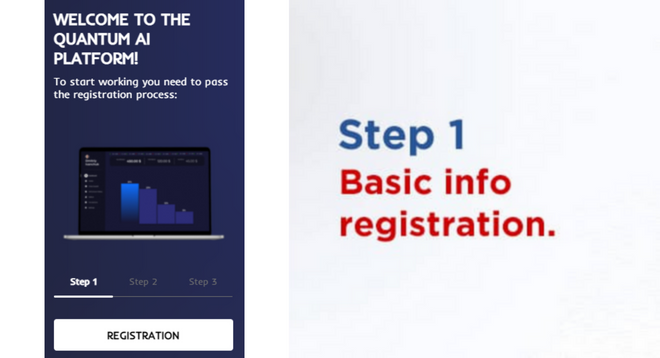 WELCOME TO THE
QUANTUM AI
PLATFORM!
To start working you need to pass
the registration process:
Step 1 Step 2 Step 3
REGISTRATION
Step 1
Basic info
registration.